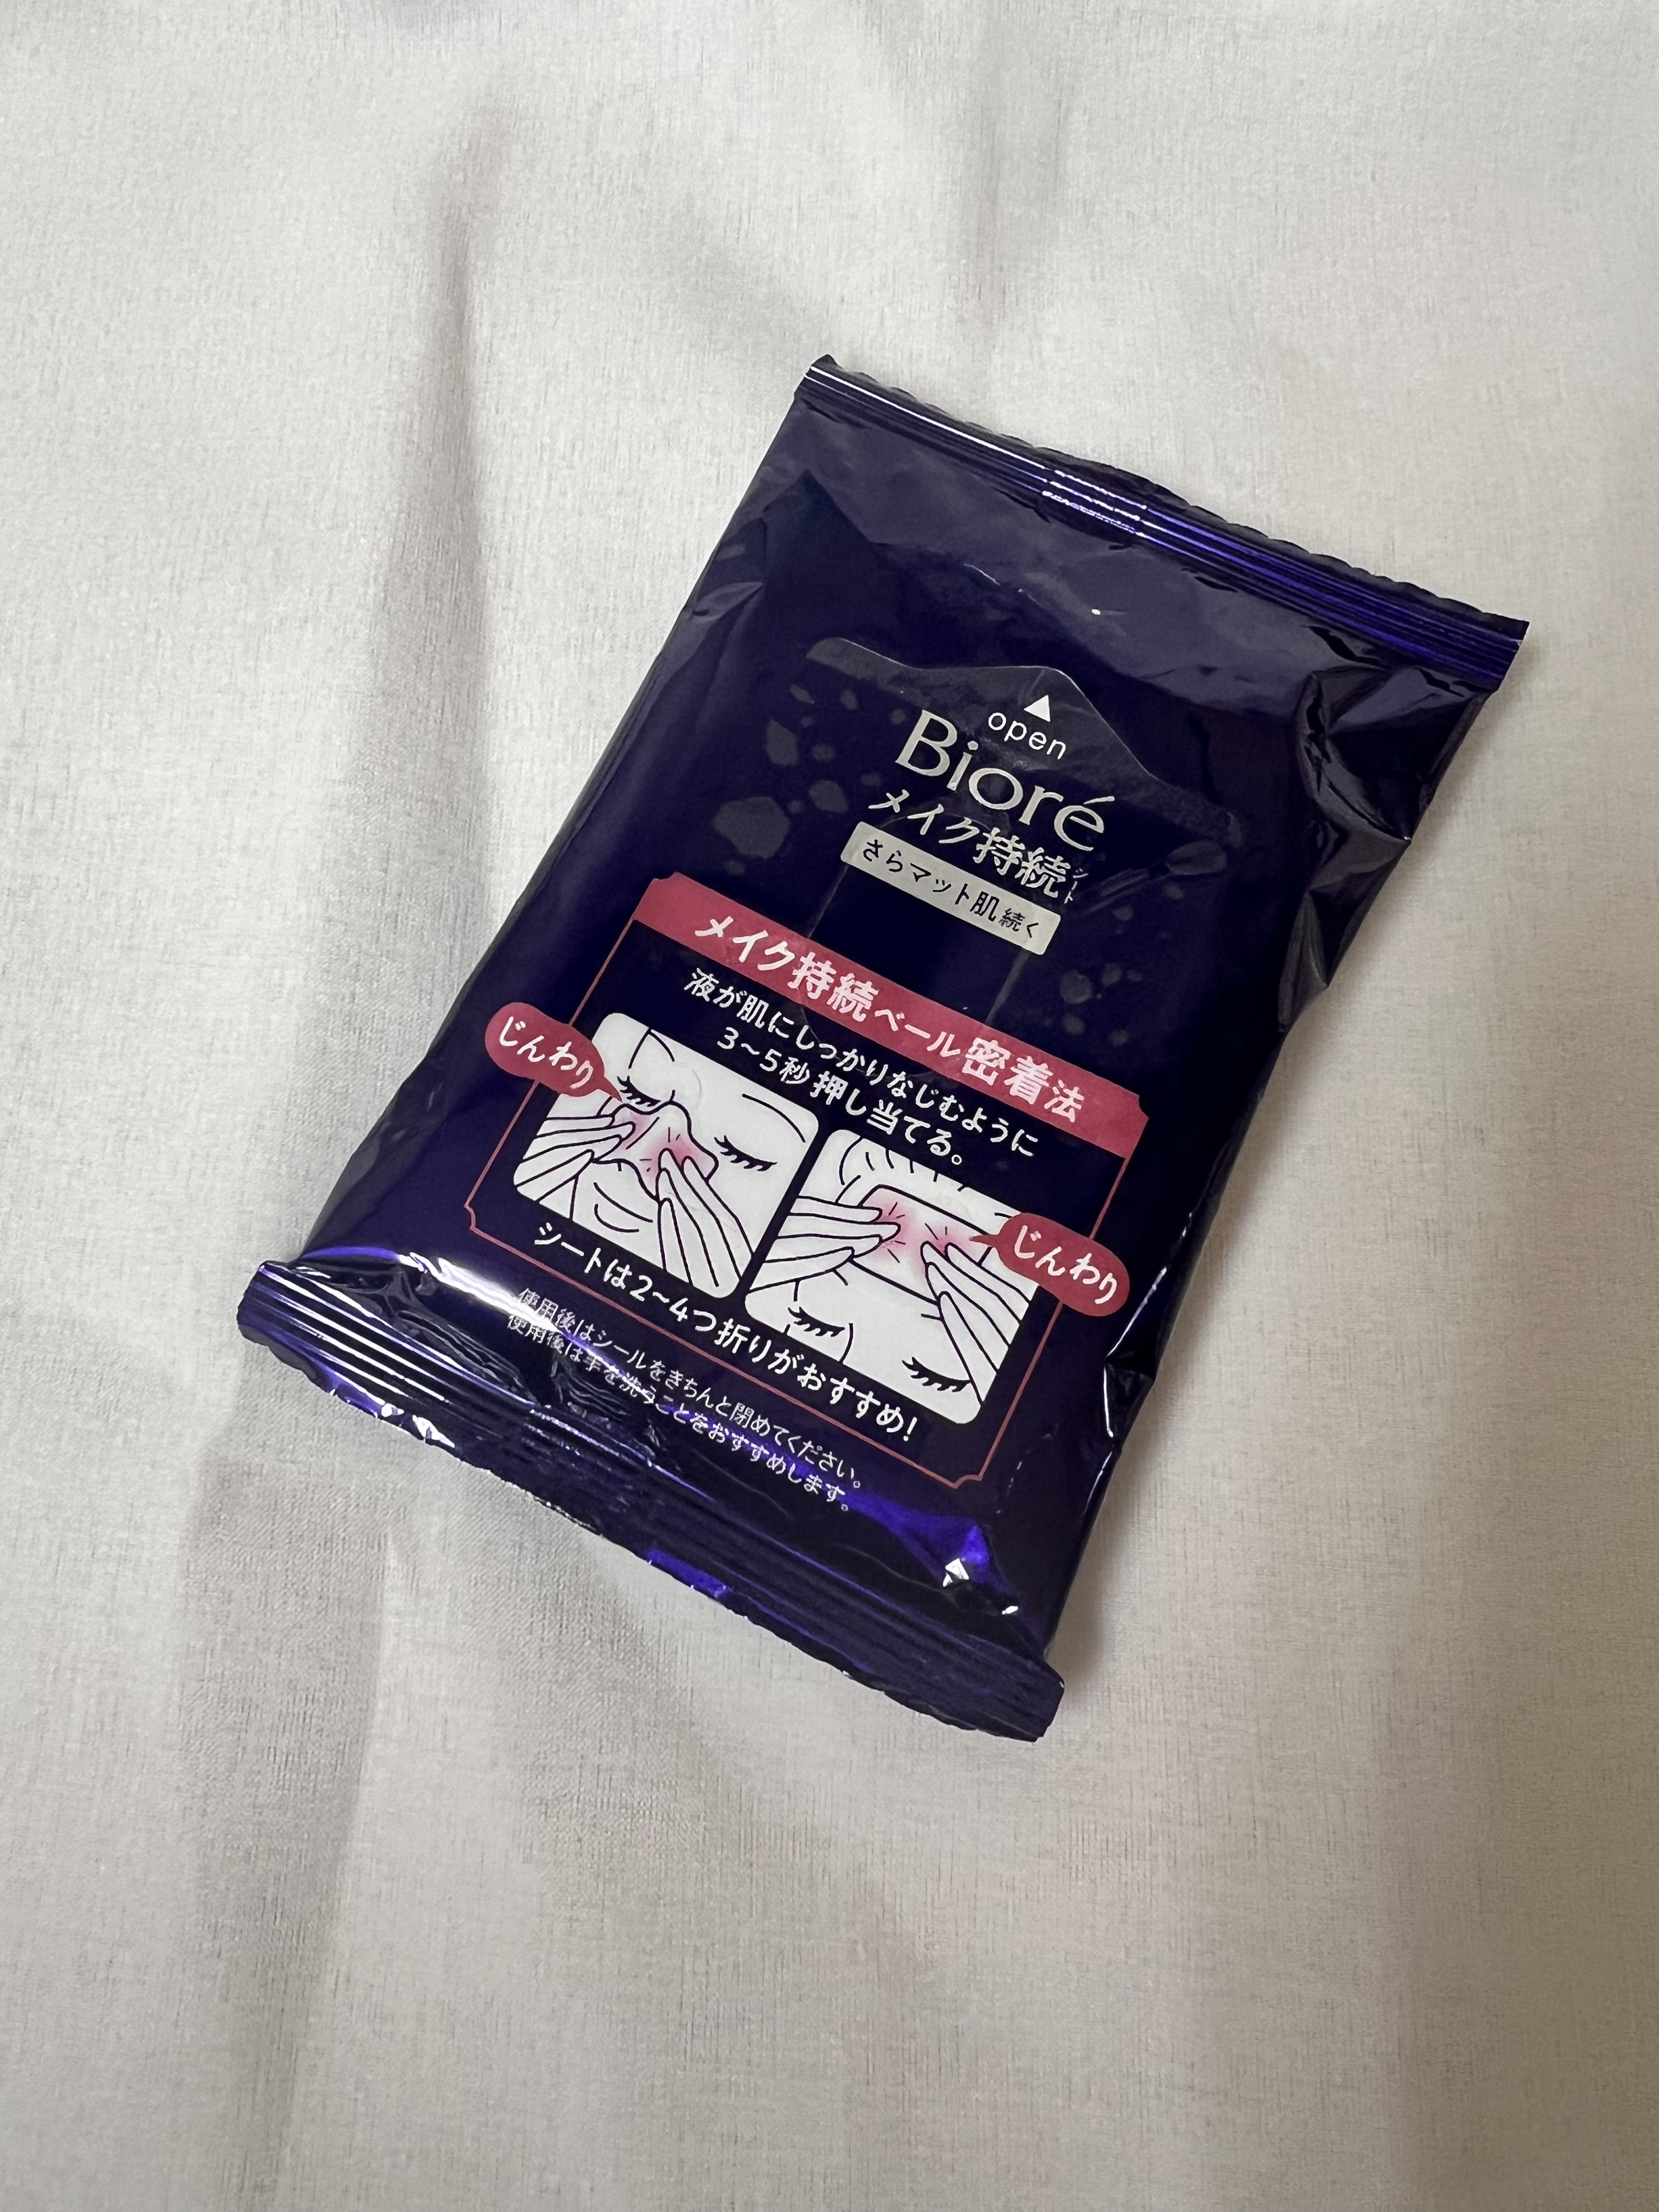 open
Bioré
メイク持続シート
さらマット肌続く
メイク持続ベール密着法
液が肌にしっかりなじむように
3〜5秒押し当てる。
じんわり
じんわり
シートは2〜4つ折りがおすすめ!
使用後はシールをきちんと閉めてください。
使用後は手を洗うことをおすすめします。